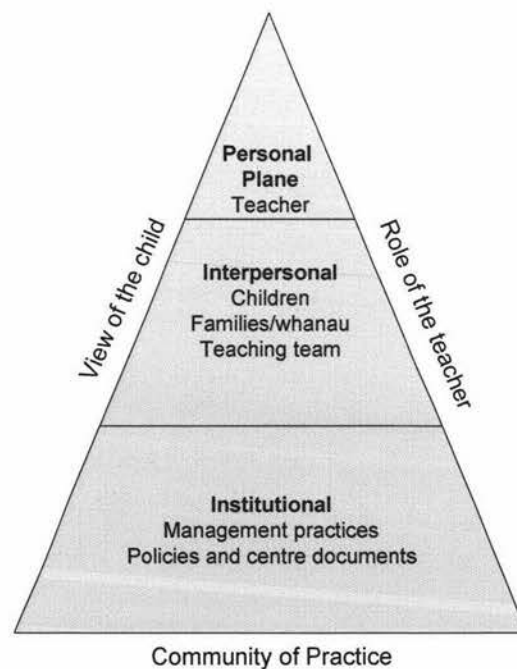 Personal
Plane
Teacher
View of the child
Role of the teacher
Interpersonal
Children
Families/whanau
Teaching team
Institutional
Management practices
Policies and centre documents
Community of Practice